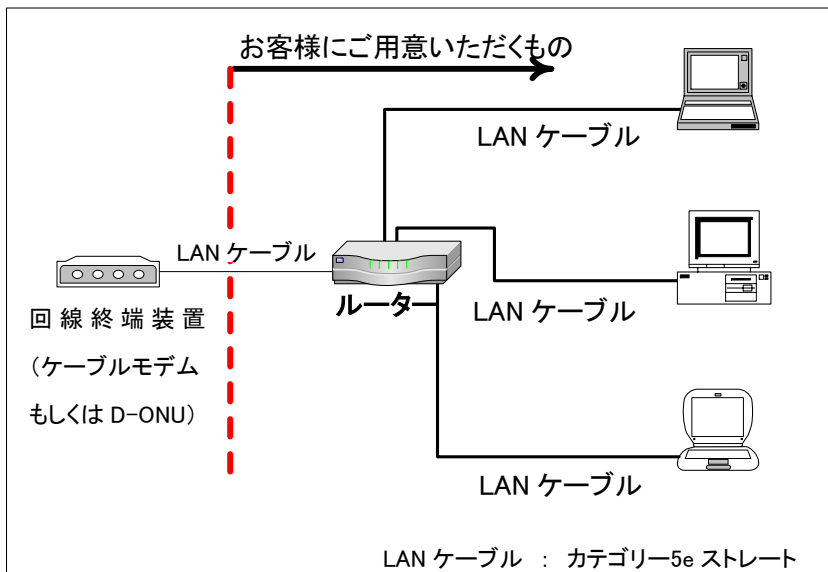 お客様にご用意いただくもの
LAN ケーブル
LAN ケーブル
ルータ
LAN ケーブル
回線終端装置
（ケーブルモデム
もしくは D-ONU）
LAN ケーブル
LAN ケーブル ： カテゴリー5e ストレート